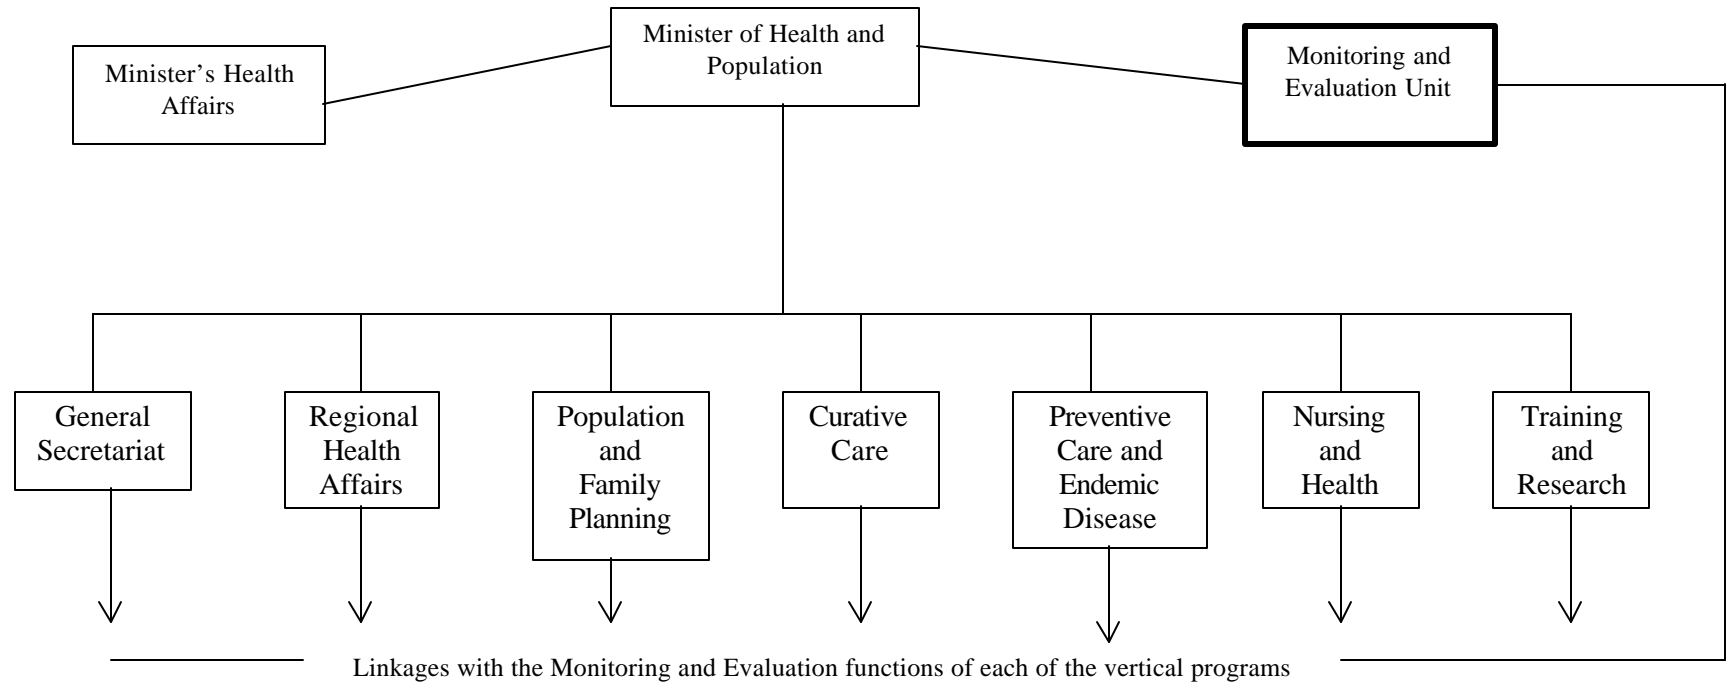 Minister of Health and
Population
Minister's Health
Affairs
Monitoring and
Evaluation Unit
General
Secretariat
Regional
Health
Affairs
Population
and
Family
Planning
Curative
Care
Preventive
Care and
Endemic
Disease
Nursing
and
Health
Training
and
Research
Linkages with the Monitoring and Evaluation functions of each of the vertical programs